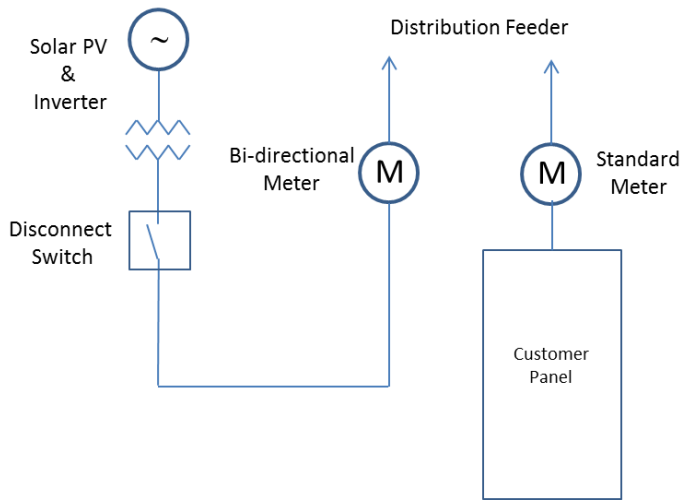 Solar PV
&
Inverter
~
Distribution Feeder
Bi-directional
Meter
M
M
Standard
Meter
Disconnect
Switch
Customer
Panel